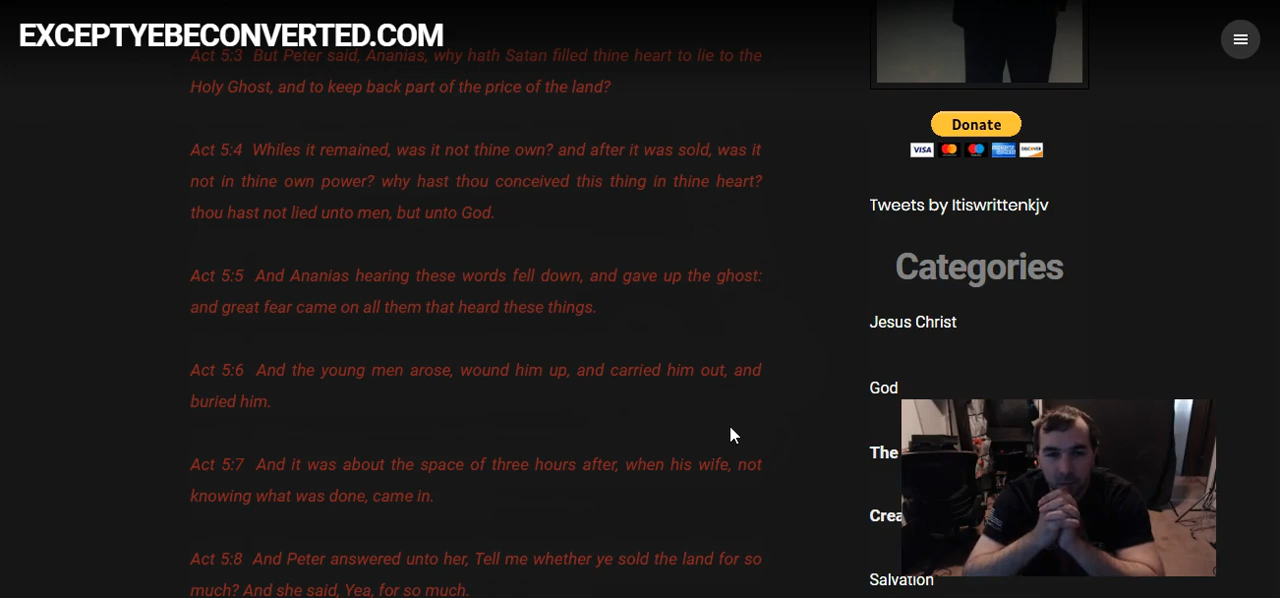 EXCEPTYEBECONVERTED.COM
Act 5:3 But Peter said, Ananias, why hath Satan filled thine heart to lie to the
Holy Ghost, and to keep back part of the price of the land?
Act 5:4 Whiles it remained, was it not thine own? and after it was sold, was it
not in thine own power? why hast thou conceived this thing in thine heart?
thou hast not lied unto men, but unto God.
Act 5:5 And Ananias hearing these words fell down, and gave up the ghost:
and great fear came on all them that heard these things.
Act 5:6 And the young men arose, wound him up, and carried him out, and
buried him.
Act 5:7 And it was about the space of three hours after, when his wife, not
knowing what was done, came in.
Act 5:8 And Peter answered unto her, Tell me whether ye sold the land for so
much? And she said, Yea, for so much.
Donate
VISA
Tweets by Itiswrittenkjv
Categories
Jesus Christ
God
The
Salvation